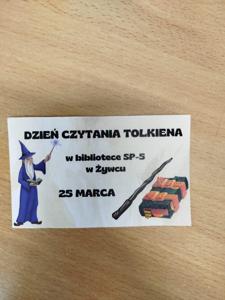 DZIEŃ CZYTANIA TOLKIENA
w bibliotece SP-5
w Żywcu
25 MARCA